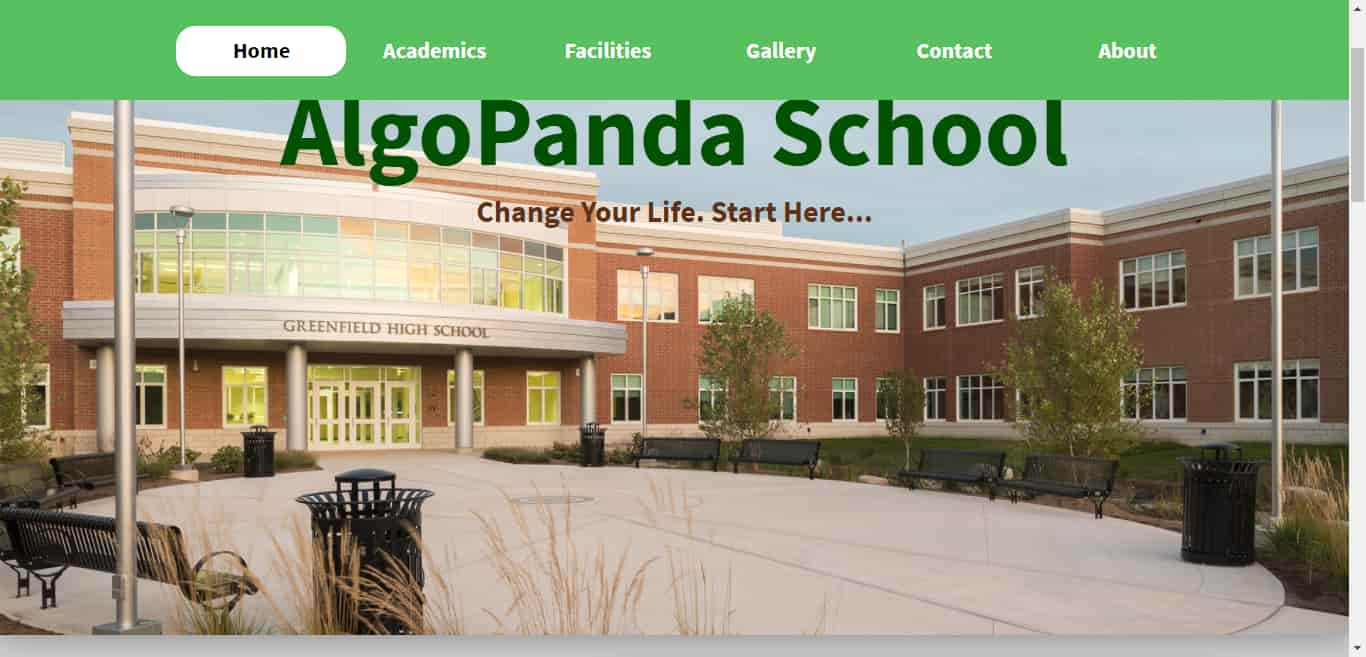 Home Academics Facilities Gallery Contact About
AlgoPanda School
Change Your Life. Start Here...
GREENFIELD HIGH SCHOOL